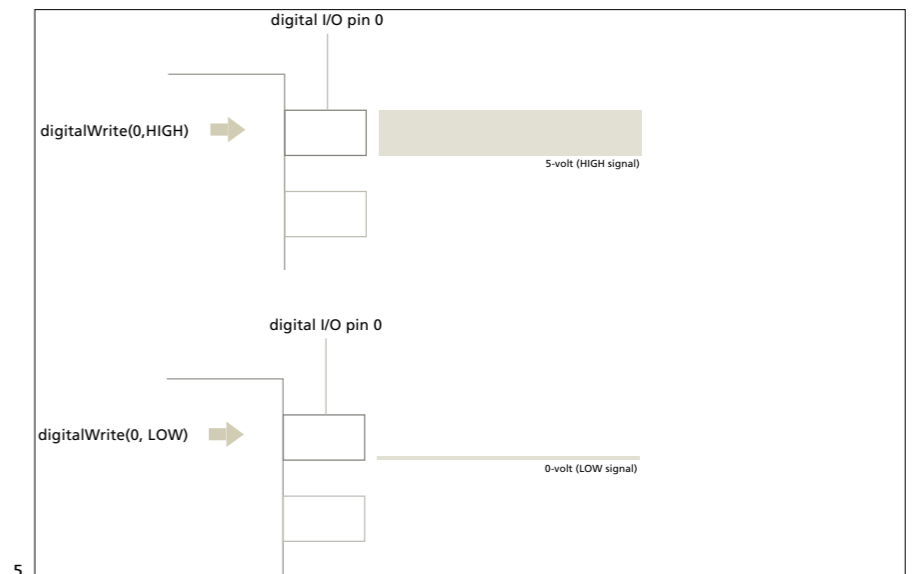 digital I/O pin 0
digitalWrite(0,HIGH)
5-volt (HIGH signal)
digital I/O pin 0
digitalWrite(0, LOW)
0-volt (LOW signal)
5